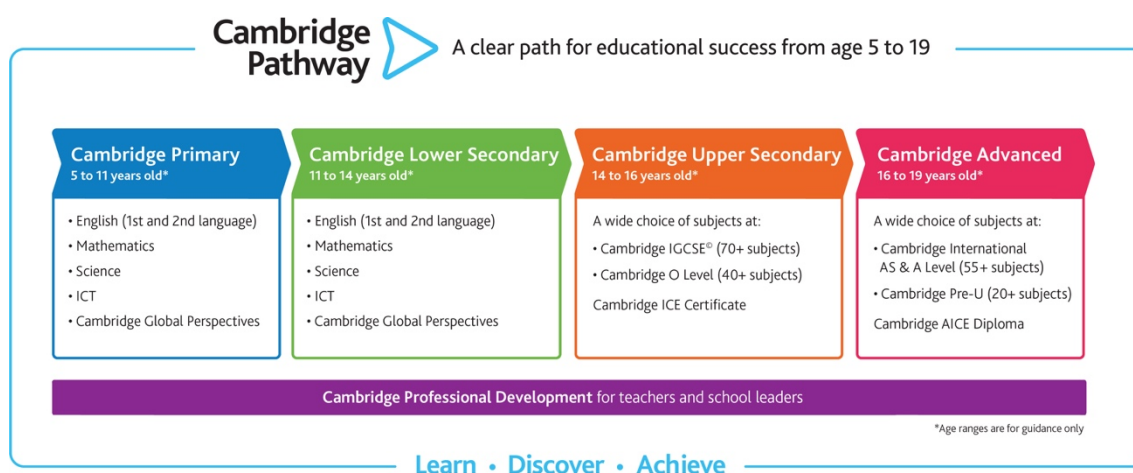 Cambridge
Pathway
A clear path for educational success from age 5 to 19
Cambridge Primary
5 to 11 years old*
• English (1st and 2nd language)
• Mathematics
• Science
• ICT
• Cambridge Global Perspectives
Cambridge Lower Secondary
11 to 14 years old*
• English (1st and 2nd language)
• Mathematics
• Science
• ICT
• Cambridge Global Perspectives
Cambridge Upper Secondary
14 to 16 years old*
A wide choice of subjects at:
• Cambridge IGCSE© (70+ subjects)
• Cambridge O Level (40+ subjects)
Cambridge ICE Certificate
Cambridge Advanced
16 to 19 years old*
A wide choice of subjects at:
• Cambridge International
AS & A Level (55+ subjects)
• Cambridge Pre-U (20+ subjects)
Cambridge AICE Diploma
Cambridge Professional Development for teachers and school leaders
*Age ranges are for guidance only
Learn • Discover • Achieve